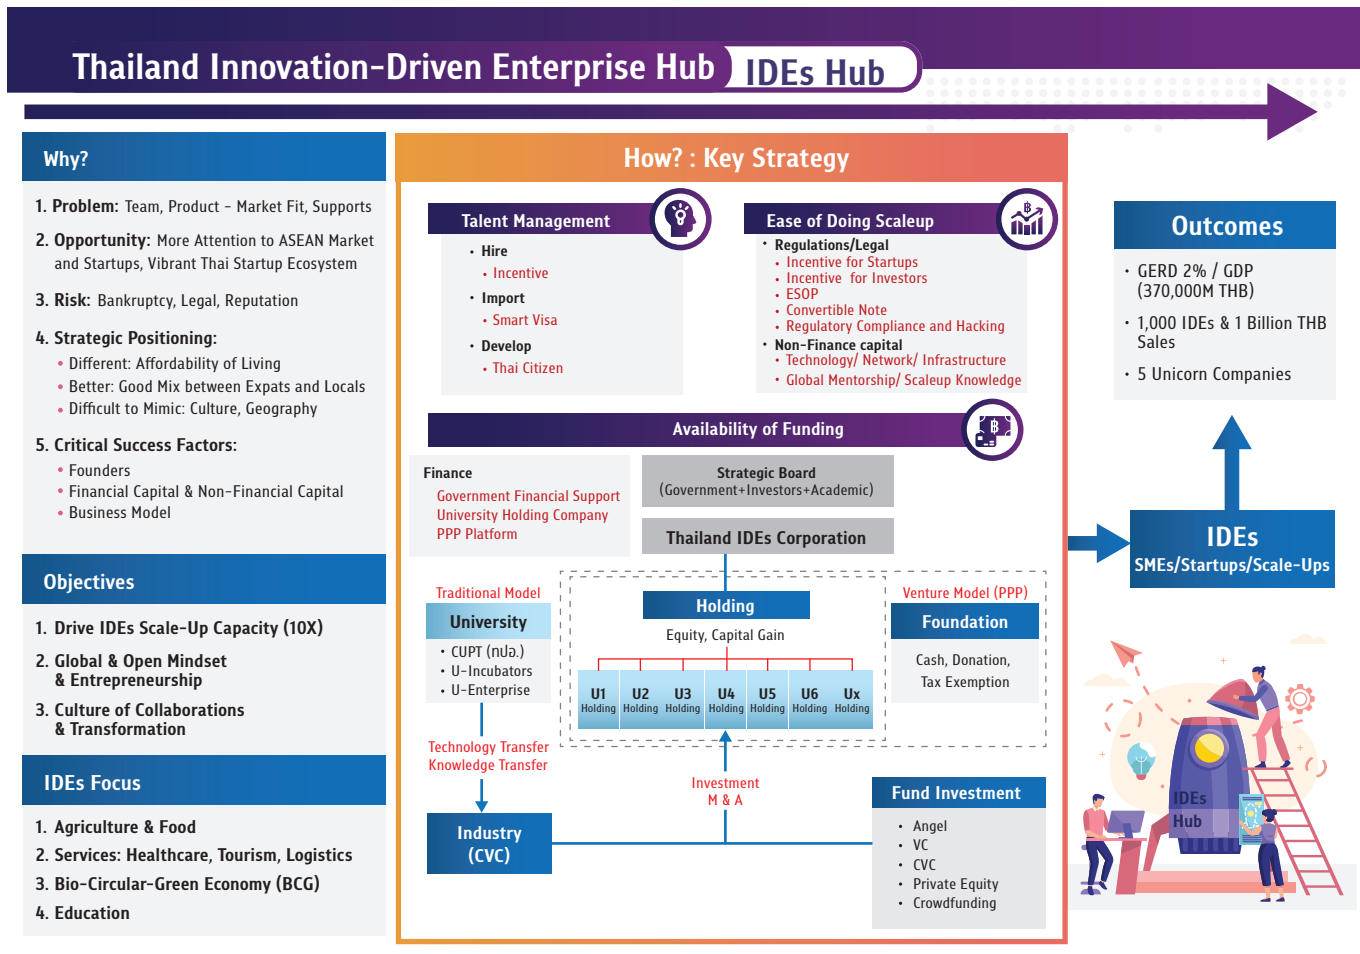 Thailand Innovation-Driven Enterprise Hub IDEs Hub
Why?
1. Problem: Team, Product - Market Fit, Supports
2. Opportunity: More Attention to ASEAN Market
and Startups, Vibrant Thai Startup Ecosystem
3. Risk: Bankruptcy, Legal, Reputation
4. Strategic Positioning:
• Different: Affordability of Living
• Better: Good Mix between Expats and Locals
• Difficult to Mimic: Culture, Geography
5. Critical Success Factors:
• Founders
• Financial Capital & Non-Financial Capital
• Business Model
Objectives
1. Drive IDEs Scale-Up Capacity (10X)
2. Global & Open Mindset
& Entrepreneurship
3. Culture of Collaborations
& Transformation
IDEs Focus
1. Agriculture & Food
2. Services: Healthcare, Tourism, Logistics
3. Bio-Circular-Green Economy (BCG)
4. Education
How? : Key Strategy
Talent Management
• Hire
• Incentive
• Import
• Smart Visa
• Develop
• Thai Citizen
Ease of Doing Scaleup
• Regulations/Legal
• Incentive for Startups
• Incentive for Investors
• ESOP
• Convertible Note
• Regulatory Compliance and Hacking
• Non-Finance capital
• Technology/ Network/ Infrastructure
• Global Mentorship/ Scaleup Knowledge
Availability of Funding
Finance
Government Financial Support
University Holding Company
PPP Platform
Strategic Board
(Government+Investors+Academic)
Thailand IDEs Corporation
Traditional Model
University
• CUPT (ทปอ.)
• U-Incubators
• U-Enterprise
Technology Transfer
Knowledge Transfer
Industry
(CVC)
Holding
Equity, Capital Gain
U1 U2 U3 U4 U5 U6 Ux
Holding Holding Holding Holding Holding Holding Holding
Investment
M & A
Venture Model (PPP)
Foundation
Cash, Donation,
Tax Exemption
Fund Investment
• Angel
• VC
• CVC
• Private Equity
• Crowdfunding
Outcomes
• GERD 2% / GDP
(370,000M THB)
• 1,000 IDEs & 1 Billion THB
Sales
• 5 Unicorn Companies
IDEs
SMEs/Startups/Scale-Ups
IDEs
Hub